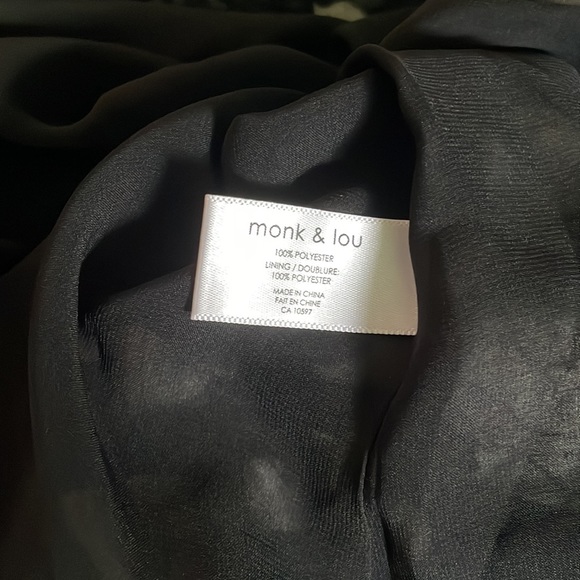 monk & lou
100% POLYESTER
LINING / DOUBLURE:
100% POLYESTER
MADE IN CHINA
FAIT EN CHINE
CA 10597